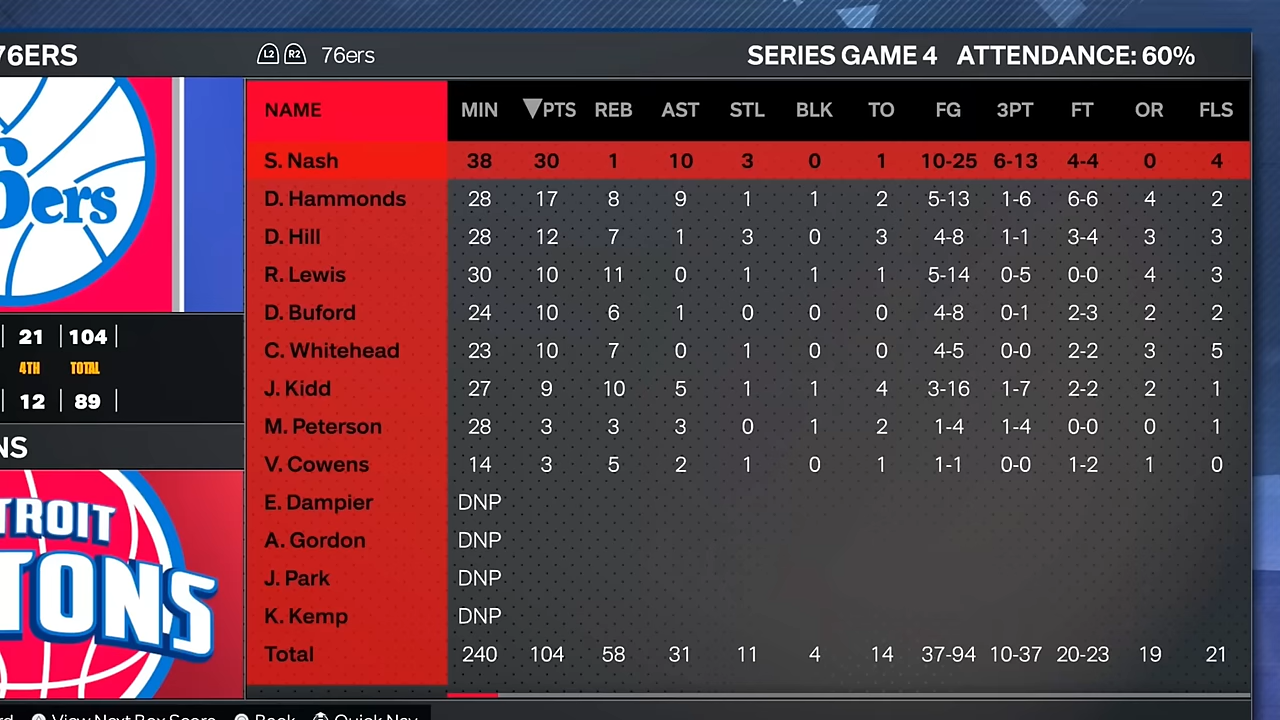 76ERS
L2 R2 76ers
SERIES GAME 4 ATTENDANCE: 60%
NAME MIN ▼PTS REB AST STL BLK TO FG 3PT FT OR FLS
S. Nash 38 30 1 10 3 0 1 10-25 6-13 4-4 0 4
D. Hammonds 28 17 8 9 1 1 2 5-13 1-6 6-6 4 2
D. Hill 28 12 7 1 3 0 3 4-8 1-1 3-4 3 3
R. Lewis 30 10 11 0 1 1 1 5-14 0-5 0-0 4 3
D. Buford 24 10 6 1 0 0 0 4-8 0-1 2-3 2 2
C. Whitehead 23 10 7 0 1 0 0 4-5 0-0 2-2 3 5
J. Kidd 27 9 10 5 1 1 4 3-16 1-7 2-2 2 1
M. Peterson 28 3 3 3 0 1 2 1-4 1-4 0-0 0 1
V. Cowens 14 3 5 2 1 0 1 1-1 0-0 1-2 1 0
E. Dampier DNP
A. Gordon DNP
J. Park DNP
K. Kemp DNP
Total 240 104 58 31 11 4 14 37-94 10-37 20-23 19 21
6ers
21 104
4TH TOTAL
12 89
NS
TROIT
TONS
View Next Box Score Back Quick Nav